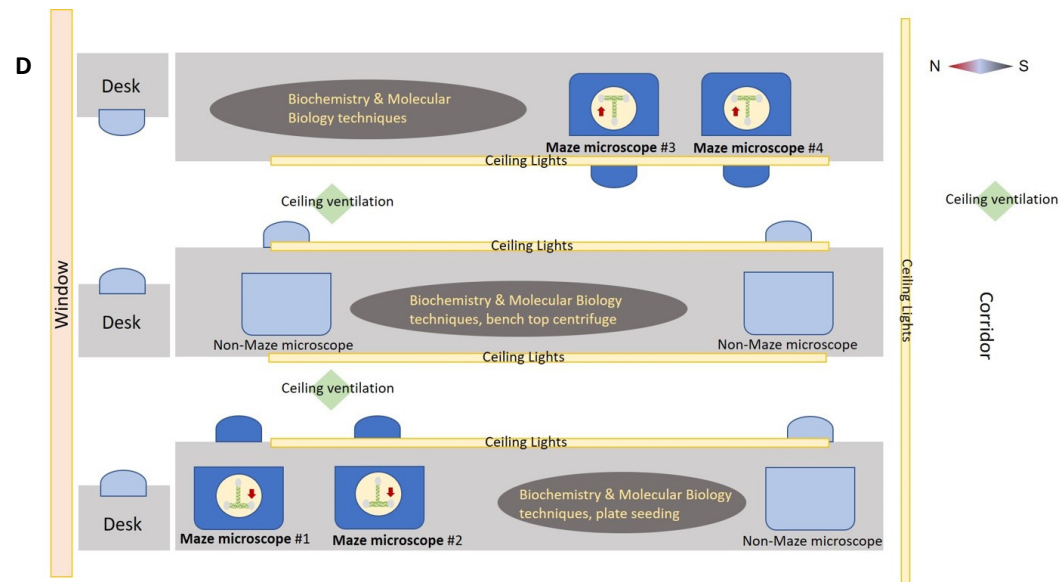 D
Window
Desk
Biochemistry & Molecular
Biology techniques
Maze microscope #3
Maze microscope #4
Ceiling Lights
N
S
Ceiling ventilation
Ceiling ventilation
Ceiling Lights
Desk
Biochemistry & Molecular Biology
techniques, bench top centrifuge
Non-Maze microscope
Non-Maze microscope
Ceiling Lights
Ceiling Lights
Corridor
Ceiling ventilation
Ceiling Lights
Desk
Biochemistry & Molecular Biology
techniques, plate seeding
Maze microscope #1
Maze microscope #2
Non-Maze microscope